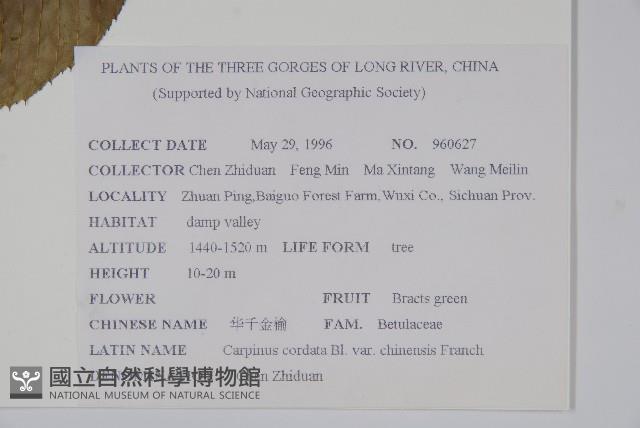 PLANTS OF THE THREE GORGES OF LONG RIVER, CHINA
(Supported by National Geographic Society)
COLLECT DATE May 29, 1996 NO. 960627
COLLECTOR Chen Zhiduan Feng Min Ma Xintang Wang Meilin
LOCALITY Zhuan Ping,Baiguo Forest Farm,Wuxi Co., Sichuan Prov.
HABITAT damp valley
ALTITUDE 1440-1520 m LIFE FORM tree
HEIGHT 10-20 m
FLOWER FRUIT Bracts green
CHINESE NAME 华千金榆 FAM. Betulaceae
LATIN NAME Carpinus cordata Bl. var. chinensis Franch
Zhiduan
國立自然科學博物館
NATIONAL MUSEUM OF NATURAL SCIENCE